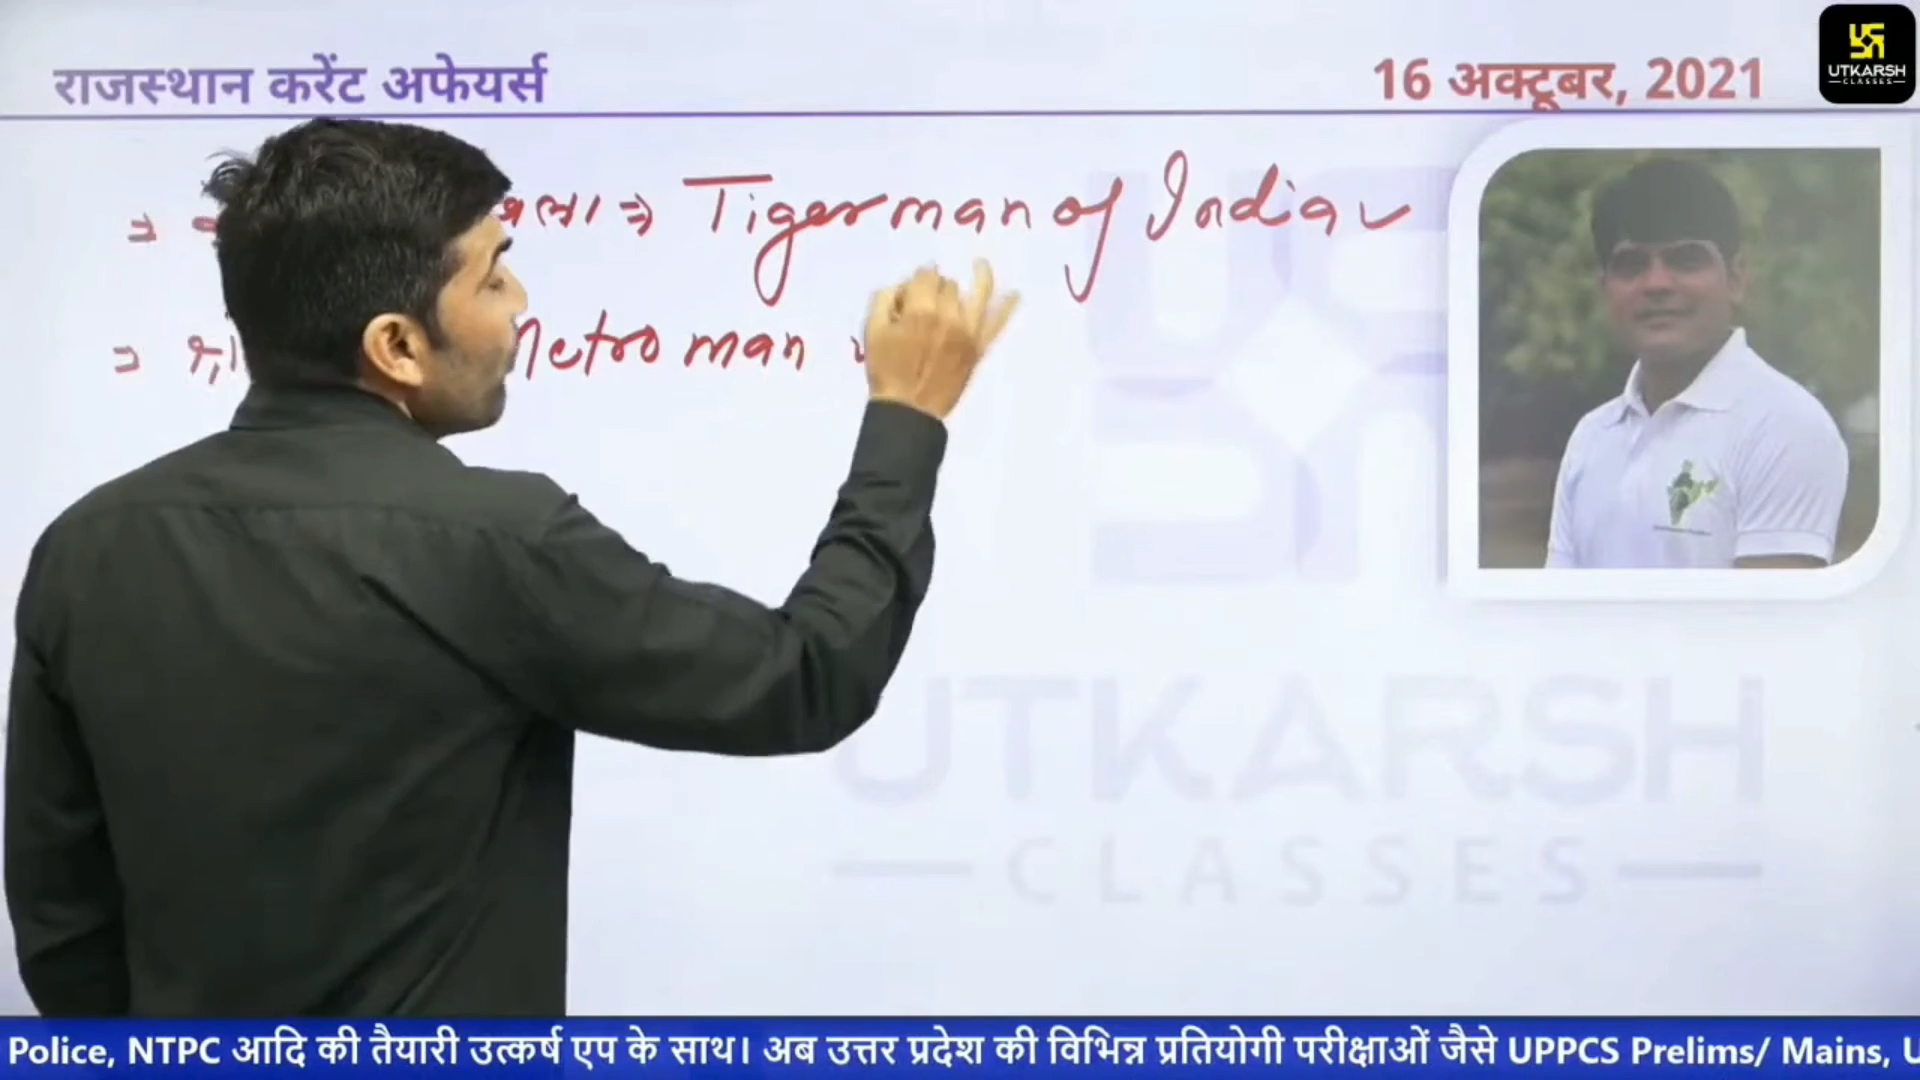 राजस्थान करेंट अफेयर्स
16 अक्टूबर, 2021
UTKARSH
CLASSES
⇒ Tigerman of India
= Metro man
UTKARSH
CLASSES
Police, NTPC आदि की तैयारी उत्कर्ष एप के साथ। अब उत्तर प्रदेश की विभिन्न प्रतियोगी परीक्षाओं जैसे UPPCS Prelims/ Mains, U